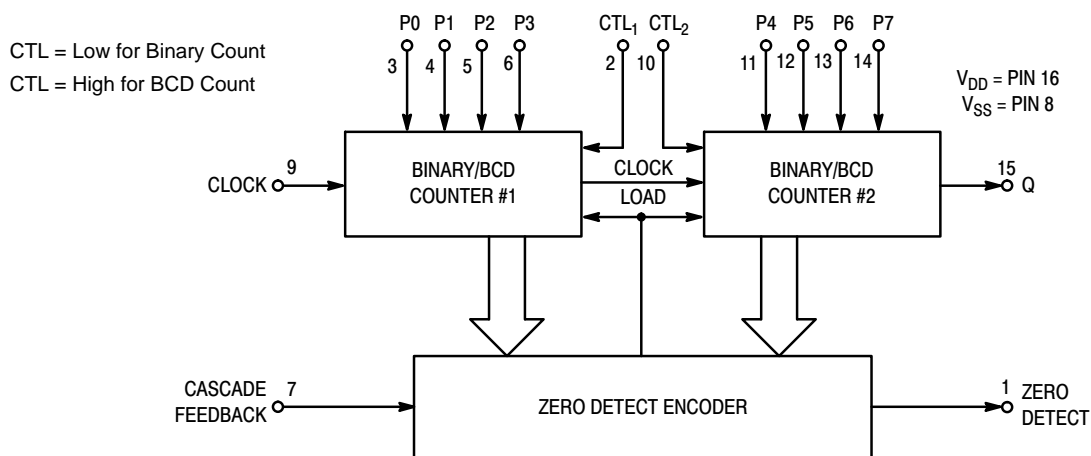 CTL = Low for Binary Count
CTL = High for BCD Count
P0 P1 P2 P3 CTL1 CTL2 P4 P5 P6 P7
3 4 5 6 2 10 11 12 13 14
VDD = PIN 16
VSS = PIN 8
CLOCK 9
BINARY/BCD
COUNTER #1
CLOCK
LOAD
BINARY/BCD
COUNTER #2
15
Q
CASCADE
FEEDBACK
7
ZERO DETECT ENCODER
1
ZERO
DETECT